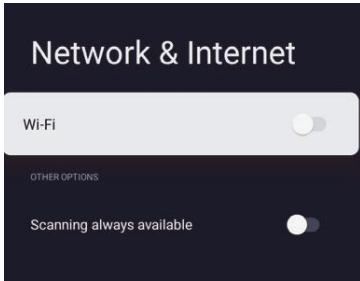 Network & Internet
Wi-Fi
OTHER OPTIONS
Scanning always available